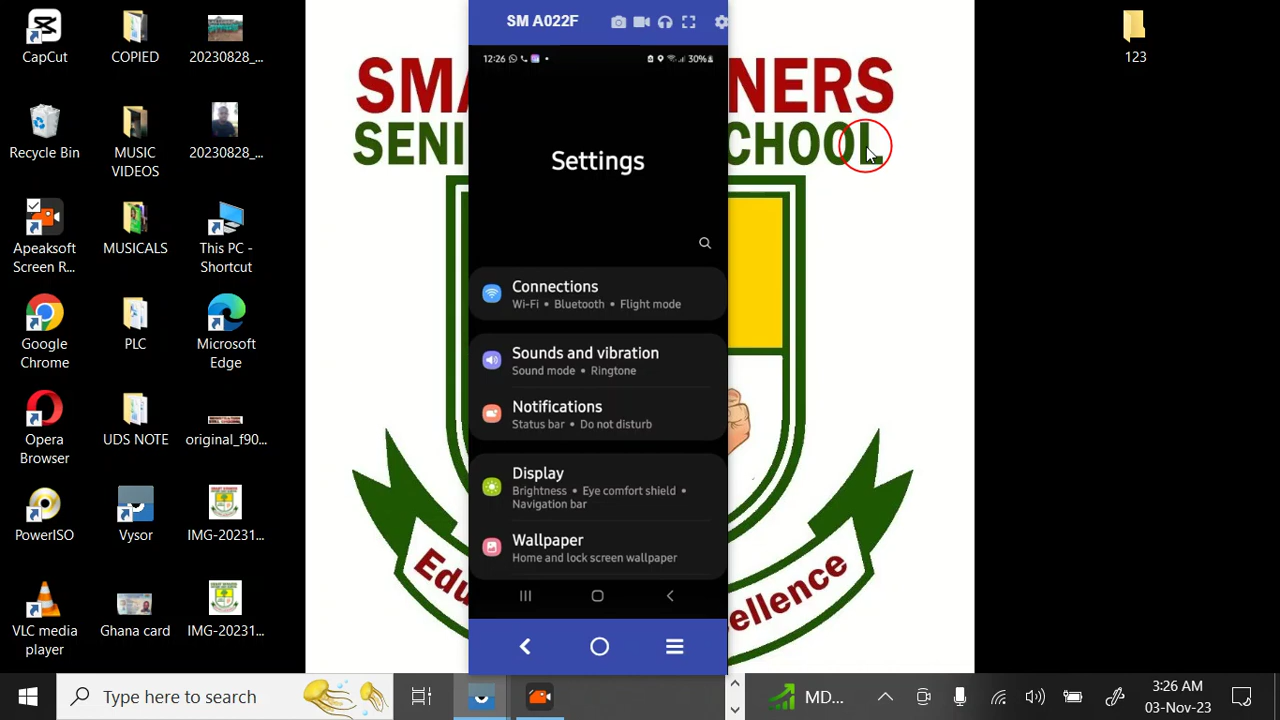 SM A022F
12:26
30%
Settings
Connections
Wi-Fi • Bluetooth • Flight mode
Sounds and vibration
Sound mode • Ringtone
Notifications
Status bar • Do not disturb
Display
Brightness • Eye comfort shield •
Navigation bar
Wallpaper
Home and lock screen wallpaper
CapCut
COPIED
20230828_...
Recycle Bin
MUSIC
VIDEOS
20230828_...
Apeaksoft
Screen R...
MUSICALS
This PC -
Shortcut
Google
Chrome
PLC
Microsoft
Edge
Opera
Browser
UDS NOTE
original_f90...
PowerISO
Vysor
IMG-20231...
VLC media
player
Ghana card
IMG-20231...
123
SMA
NERS
SENI
CHOOL
Edu
cellence
Type here to search
MD...
3:26 AM
03-Nov-23